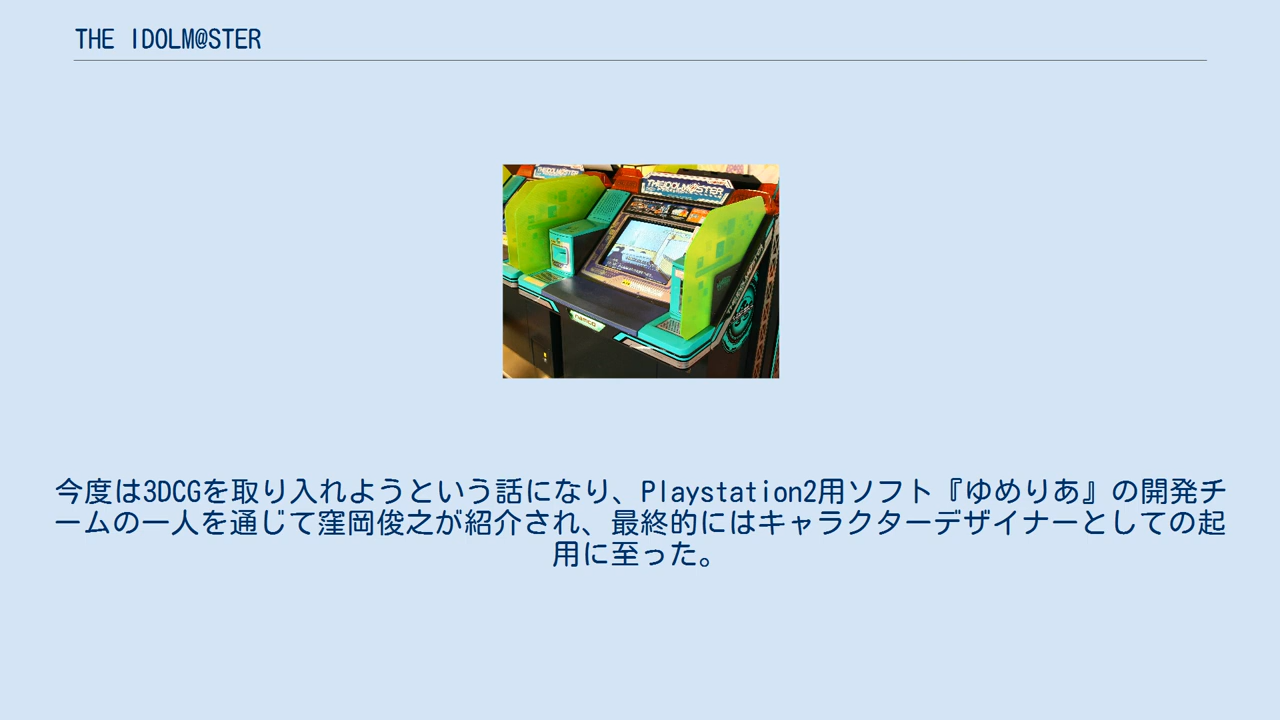 THE IDOLM@STER
THE IDOLM@STER
namco
今度は3DCGを取り入れようという話になり、Playstation2用ソフト『ゆめりあ』の開発チ
ームの一人を通じて窪岡俊之が紹介され、最終的にはキャラクターデザイナーとしての起
用に至った。